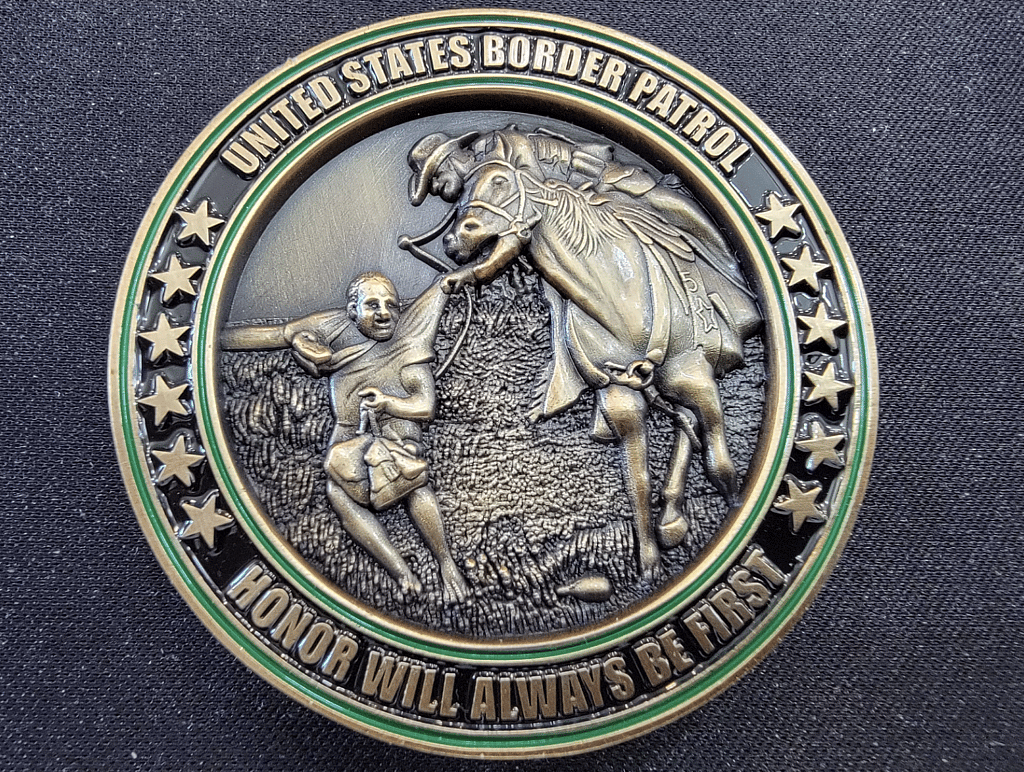 UNITED STATES BORDER PATROL
HONOR WILL ALWAYS BE FIRST